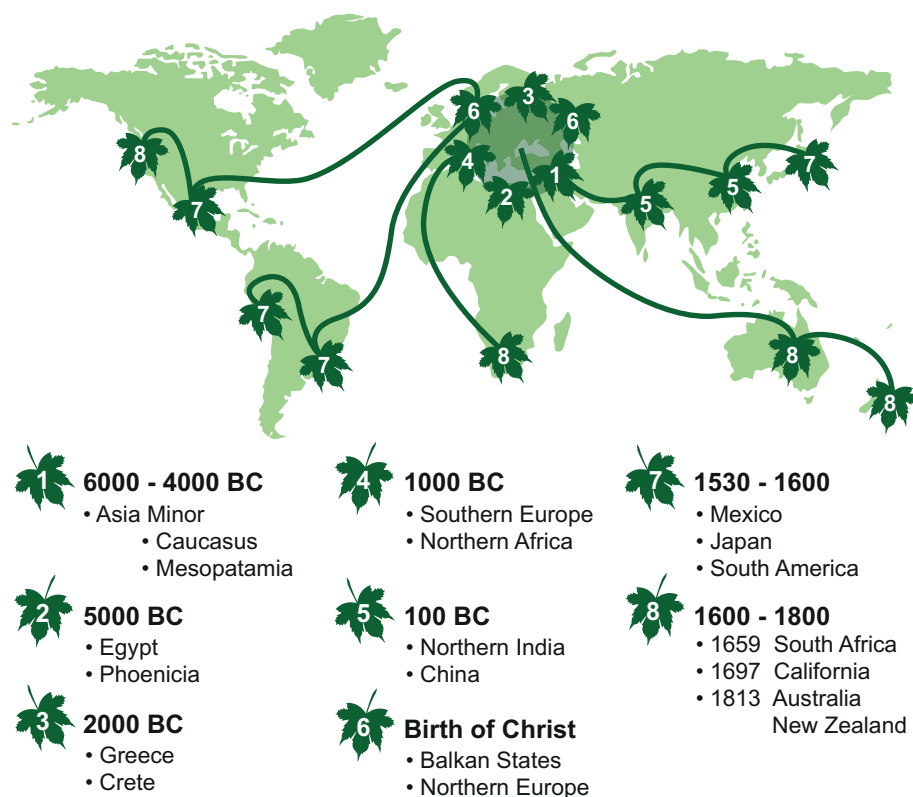 3
6
6
8
4
1
7
2
5
5
7
7
7
8
8
8
1
6000 - 4000 BC
• Asia Minor
• Caucasus
• Mesopatamia
2
5000 BC
• Egypt
• Phoenicia
3
2000 BC
• Greece
• Crete
4
1000 BC
• Southern Europe
• Northern Africa
5
100 BC
• Northern India
• China
6
Birth of Christ
• Balkan States
• Northern Europe
7
1530 - 1600
• Mexico
• Japan
• South America
8
1600 - 1800
• 1659 South Africa
• 1697 California
• 1813 Australia
New Zealand